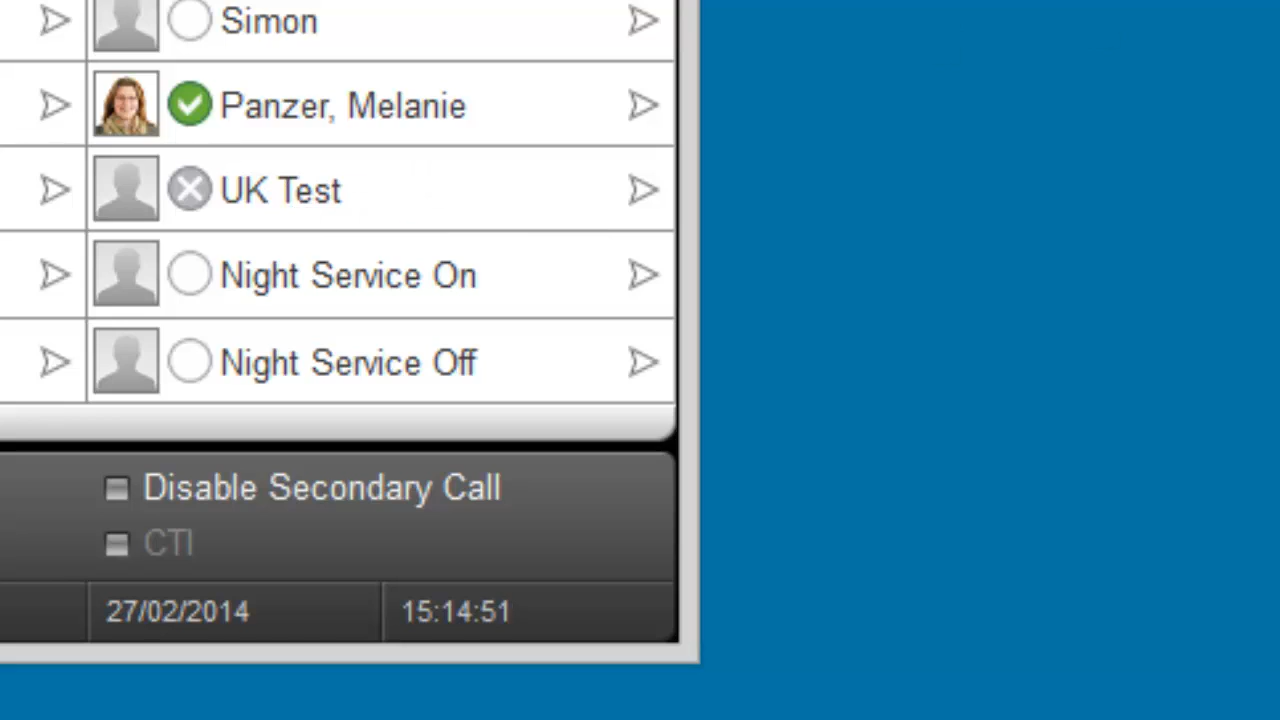 Simon
Panzer, Melanie
UK Test
Night Service On
Night Service Off
Disable Secondary Call
CTI
27/02/2014 15:14:51